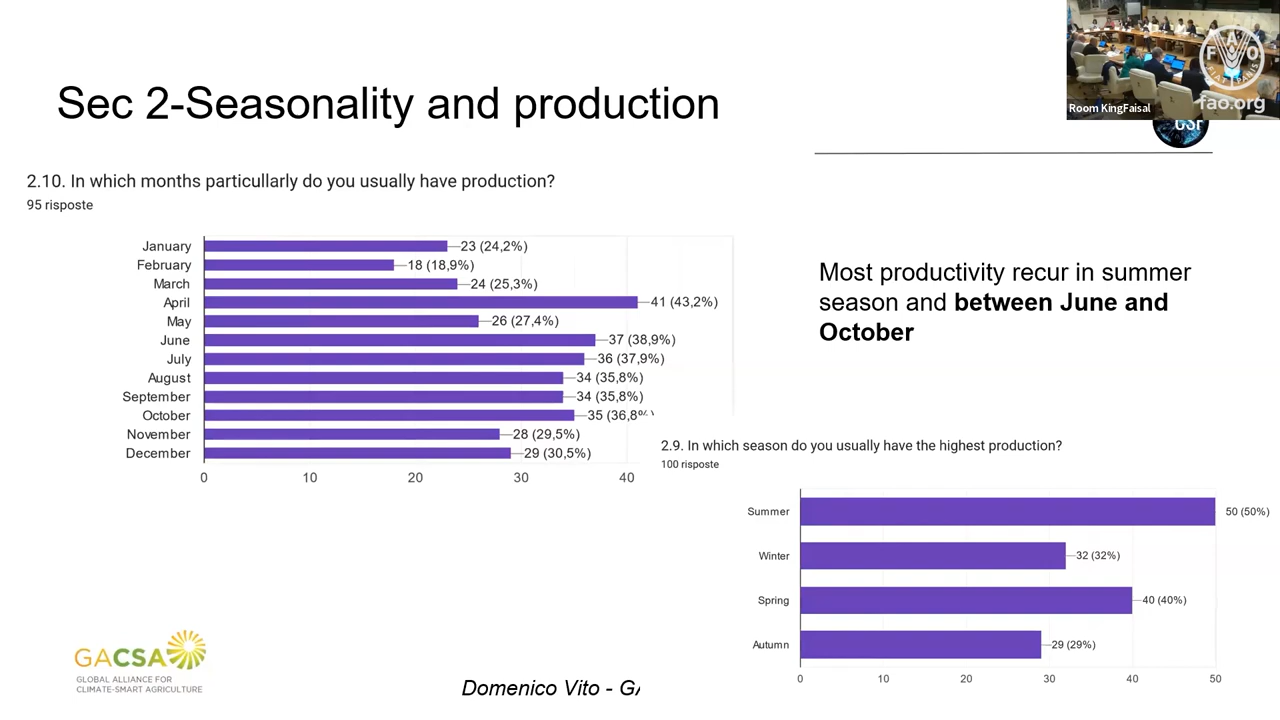 Sec 2-Seasonality and production
Room KingFaisal
FAO
FIAT PANIS
fao.org
2.10. In which months particullarly do you usually have production?
95 risposte
January
23 (24,2%)
February
18 (18,9%)
March
24 (25,3%)
April
41 (43,2%)
May
26 (27,4%)
June
37 (38,9%)
July
36 (37,9%)
August
34 (35,8%)
September
34 (35,8%)
October
35 (36,8%
November
28 (29,5%)
December
29 (30,5%)
0 10 20 30 40
Most productivity recur in summer
season and between June and
October
2.9. In which season do you usually have the highest production?
100 risposte
Summer
50 (50%)
Winter
32 (32%)
Spring
40 (40%)
Autumn
29 (29%)
0 10 20 30 40 50
GACSA
GLOBAL ALLIANCE FOR
CLIMATE-SMART AGRICULTURE
Domenico Vito -